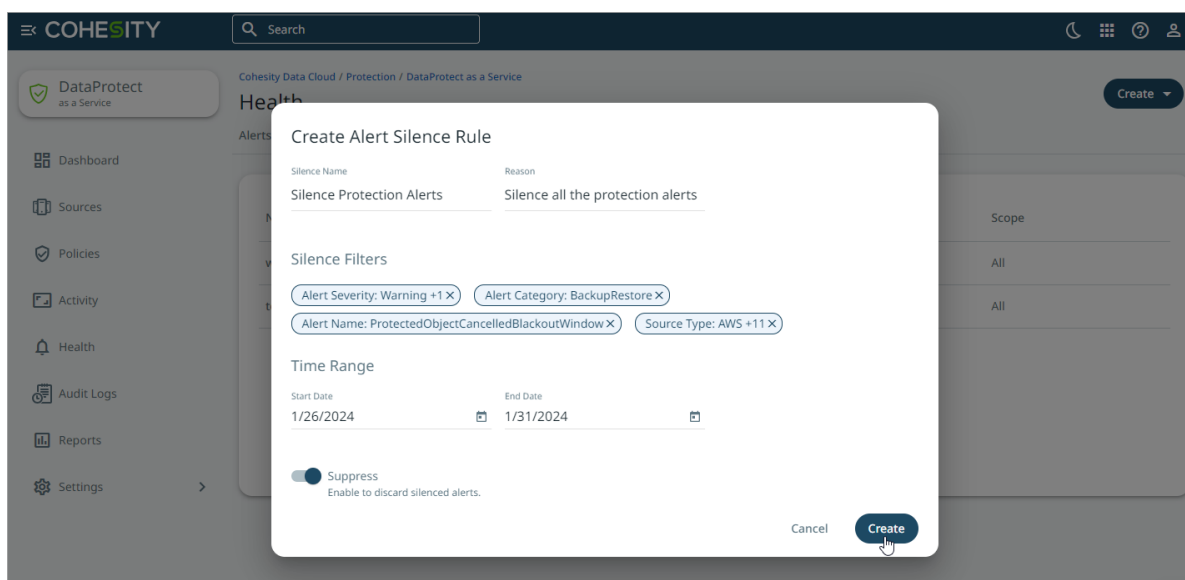 COHESITY
Search
DataProtect
as a Service
Cohesity Data Cloud / Protection / DataProtect as a Service
Health
Create
Alerts
Dashboard
Sources
Policies
Activity
Health
Audit Logs
Reports
Settings
Scope
All
All
Create Alert Silence Rule
Silence Name
Reason
Silence Protection Alerts
Silence all the protection alerts
Silence Filters
Alert Severity: Warning +1
Alert Category: BackupRestore
Alert Name: ProtectedObjectCancelledBlackoutWindow
Source Type: AWS +11
Time Range
Start Date
End Date
1/26/2024
1/31/2024
Suppress
Enable to discard silenced alerts.
Cancel
Create